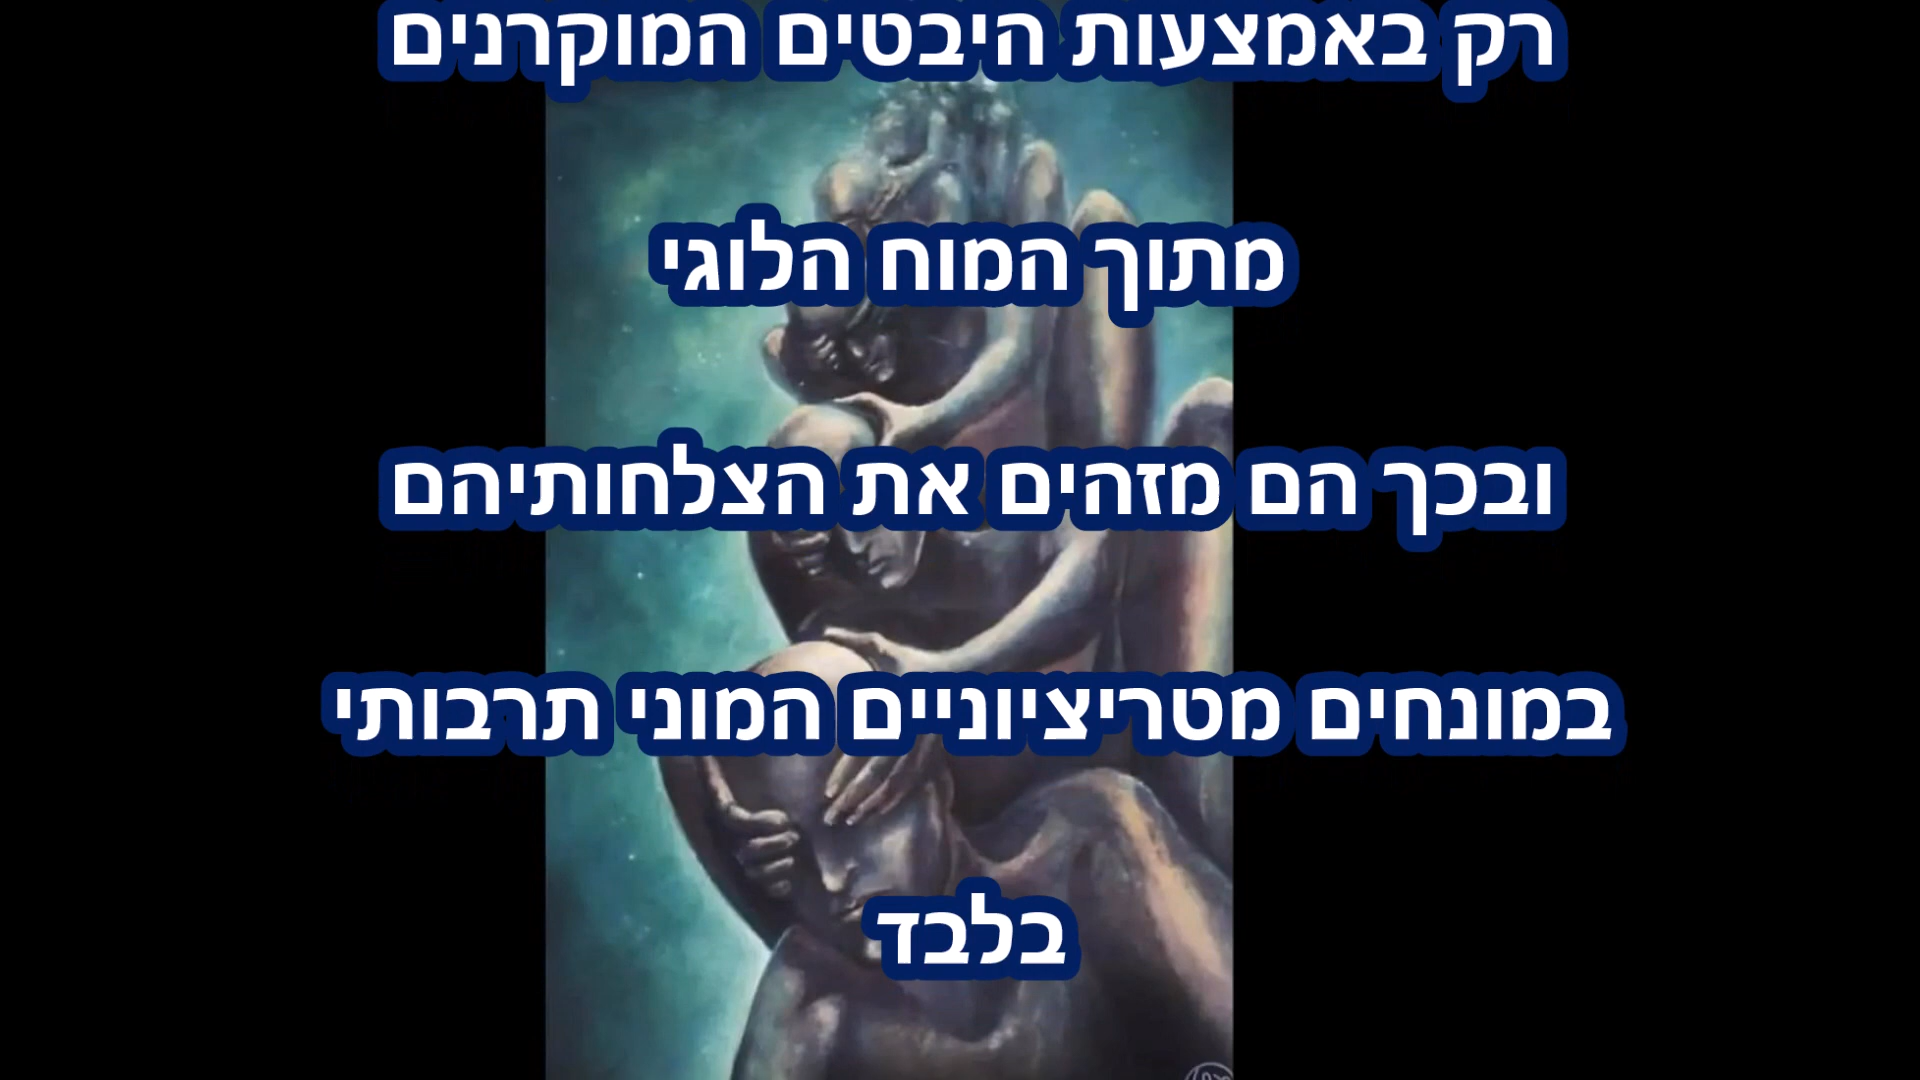 רק באמצעות היבטים המוקרנים
מתוך המוח הלוגי
ובכך הם מזהים את הצלחותיהם
במונחים מטריציוניים המוני תרבותי
בלבד